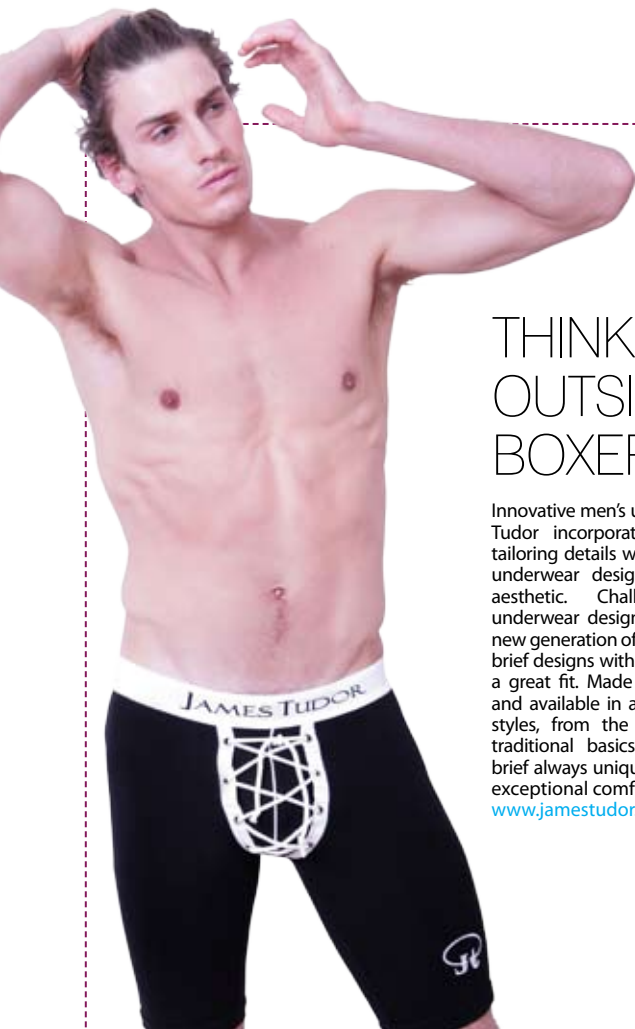 THINK
OUTSI
BOXER
Innovative men's u
Tudor incorporat
tailoring details w
underwear desig
aesthetic. Chall
underwear design
new generation of
brief designs with
a great fit. Made
and available in a
styles, from the
traditional basics
brief always uniqu
exceptional comf
www.jamestudor.
JAMES TUDOR
Jt